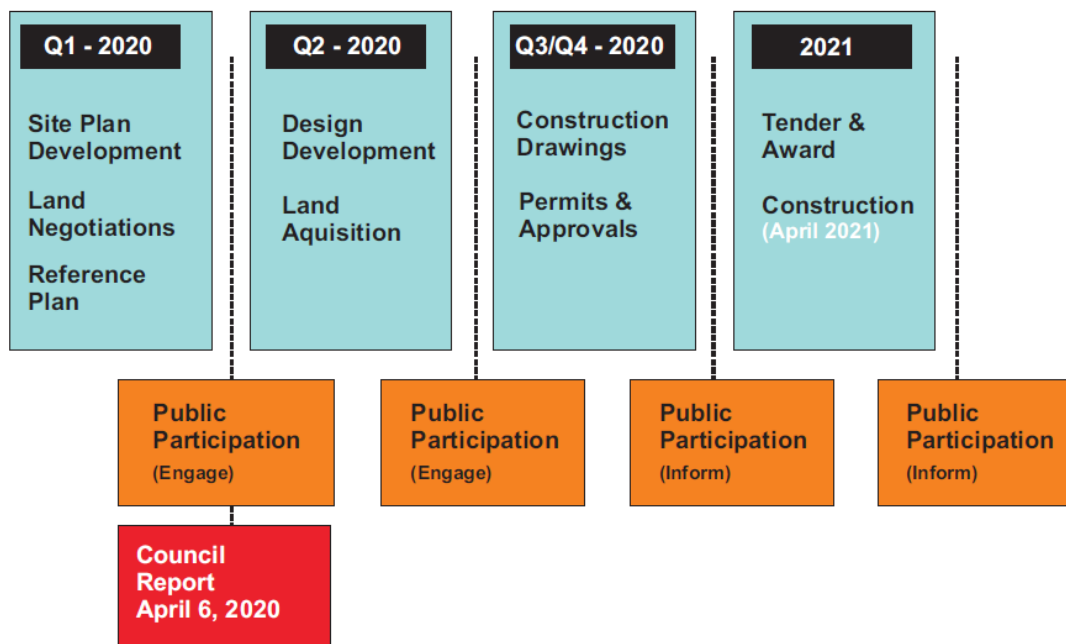 Q1 - 2020
Site Plan
Development
Land
Negotiations
Reference
Plan
Q2 - 2020
Design
Development
Land
Aquisition
Q3/Q4 - 2020
Construction
Drawings
Permits &
Approvals
2021
Tender &
Award
Construction
(April 2021)
Public
Participation
(Engage)
Public
Participation
(Engage)
Public
Participation
(Inform)
Public
Participation
(Inform)
Council
Report
April 6, 2020